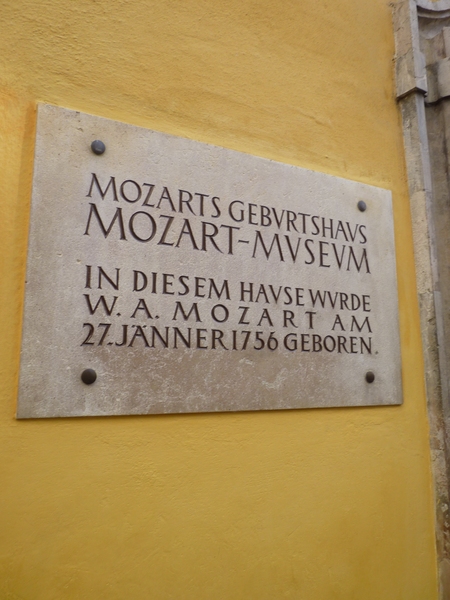 MOZARTS GEBVRTSHAVS
MOZART-MVSEVM
IN DIESEM HAVSE WVRDE
W. A. MOZART AM
27. JÄNNER 1756 GEBOREN.